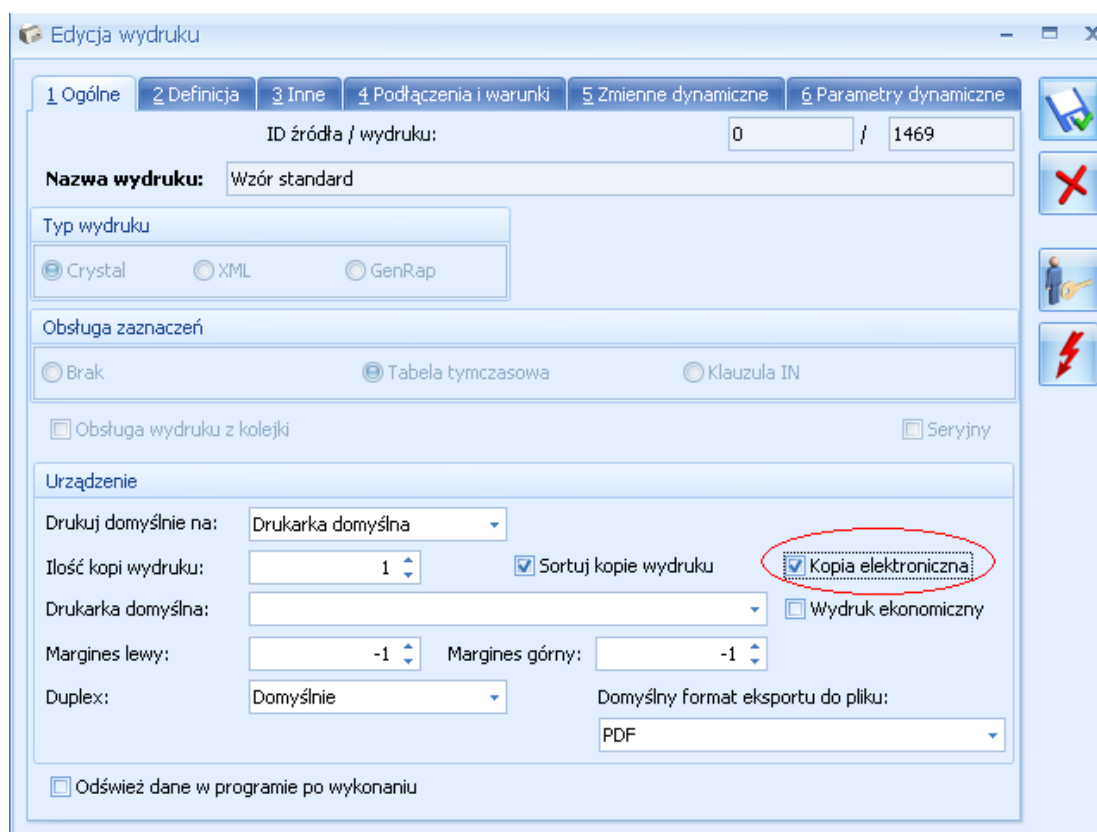 Edycja wydruku
1 Ogólne 2 Definicja 3 Inne 4 Podłączenia i warunki 5 Zmienne dynamiczne 6 Parametry dynamiczne
ID źródła / wydruku: 0 / 1469
Nazwa wydruku: Wzór standard
Typ wydruku
Crystal XML GenRap
Obsługa zaznaczeń
Brak Tabela tymczasowa Klauzula IN
Obsługa wydruku z kolejki Seryjny
Urządzenie
Drukuj domyślnie na: Drukarka domyślna
Ilość kopi wydruku: 1 Sortuj kopie wydruku Kopia elektroniczna
Drukarka domyślna: Wydruk ekonomiczny
Margines lewy: -1 Margines górny: -1
Duplex: Domyślnie Domyślny format eksportu do pliku:
PDF
Odśwież dane w programie po wykonaniu